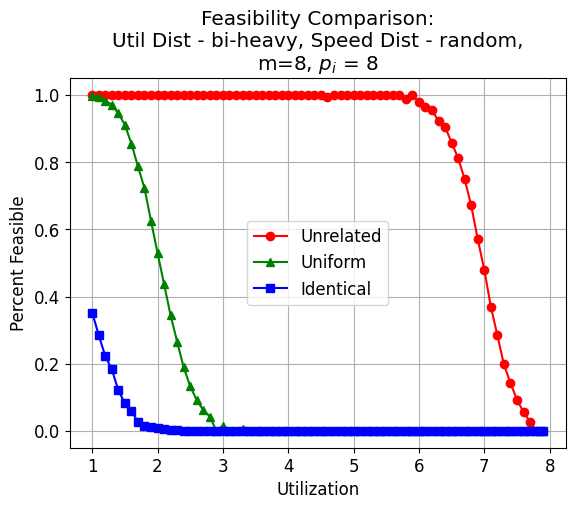 Feasibility Comparison:
Util Dist - bi-heavy, Speed Dist - random,
m=8, pᵢ = 8
Percent Feasible
1.0
0.8
0.6
0.4
0.2
0.0
Unrelated
Uniform
Identical
1 2 3 4 5 6 7 8
Utilization